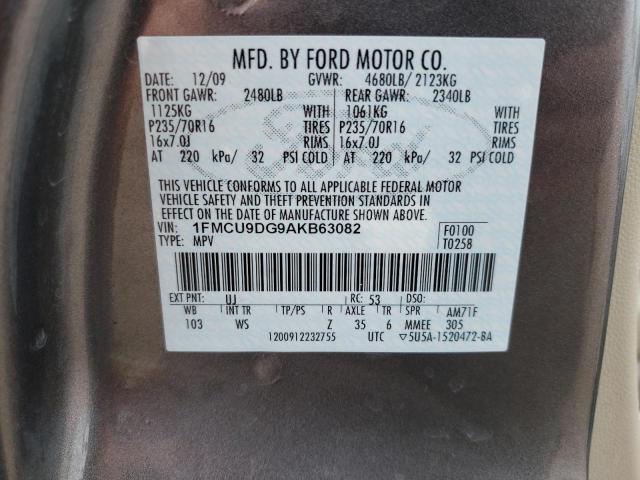 MFD. BY FORD MOTOR CO.
DATE: 12/09 GVWR: 4680LB/ 2123KG
FRONT GAWR: 2480LB REAR GAWR: 2340LB
1125KG WITH 1061KG WITH
P235/70R16 TIRES P235/70R16 TIRES
16x7.0J RIMS 16x7.0J RIMS
AT 220 kPa/ 32 PSI COLD AT 220 kPa/ 32 PSI COLD
THIS VEHICLE CONFORMS TO ALL APPLICABLE FEDERAL MOTOR
VEHICLE SAFETY AND THEFT PREVENTION STANDARDS IN
EFFECT ON THE DATE OF MANUFACTURE SHOWN ABOVE.
VIN: 1FMCU9DG9AKB63082 F0100
TYPE: MPV T0258
EXT PNT: UJ RC: 53 DSO:
WB INT TR TP/PS R AXLE TR SPR AM71F
103 WS Z 35 6 MMEE 305
1200912232755 UTC ▽5U5A-1520472-BA